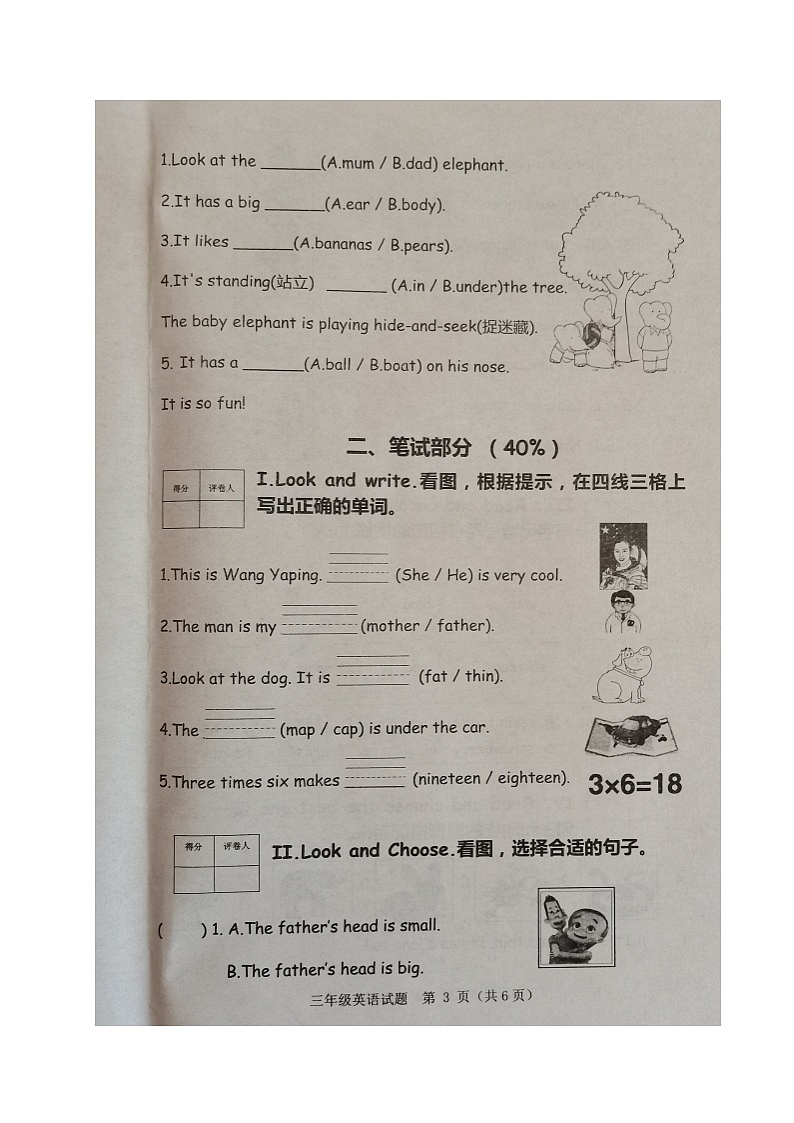 1.Look at the ______(A.mum / B.dad) elephant.
2.It has a big ______(A.ear / B.body).
3.It likes ______(A.bananas / B.pears).
4.It's standing(站立) ______ (A.in / B.under)the tree.
The baby elephant is playing hide-and-seek(捉迷藏).
5. It has a ______(A.ball / B.boat) on his nose.
It is so fun!
二、笔试部分 （40%）
得分 评卷人
I.Look and write.看图，根据提示，在四线三格上
写出正确的单词。
1.This is Wang Yaping. ______ (She / He) is very cool.
2.The man is my ______ (mother / father).
3.Look at the dog. It is ______ (fat / thin).
4.The ______ (map / cap) is under the car.
5.Three times six makes ______ (nineteen / eighteen).
3×6=18
得分 评卷人
II.Look and Choose.看图，选择合适的句子。
( ) 1. A.The father's head is small.
B.The father's head is big.
三年级英语试题 第 3 页（共6页）